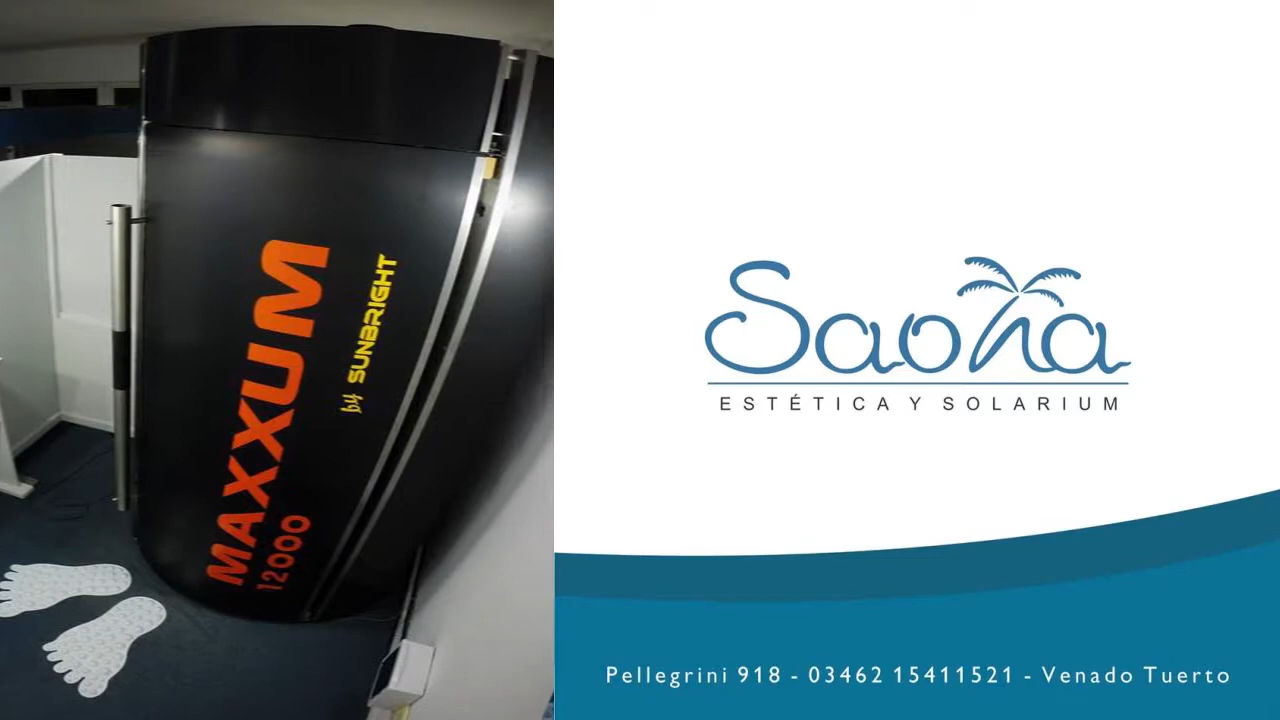 MAXXUM
12000
by SUNBRIGHT
Saona
ESTÉTICA Y SOLARIUM
Pellegrini 918 - 03462 15411521 - Venado Tuerto